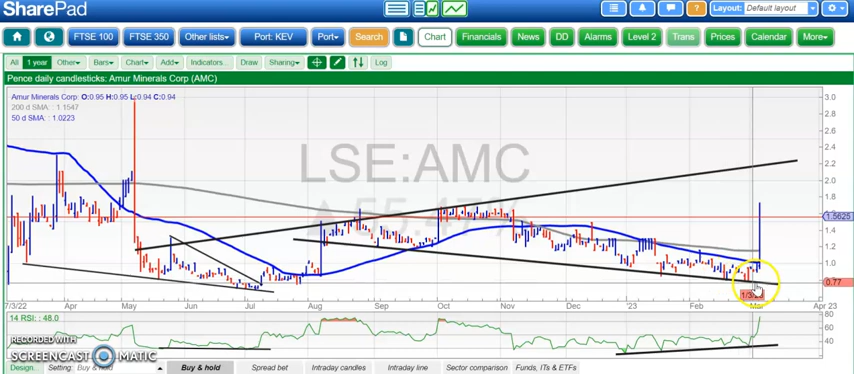 SharePad
Layout: Default layout
FTSE 100 FTSE 350 Other lists Port: KEV Port Search Chart Financials News DD Alarms Level 2 Trans Prices Calendar More
All 1 year Other Bars Chart Add Indicators... Draw Sharing Log
Pence daily candlesticks: Amur Minerals Corp (AMC)
Amur Minerals Corp O:0.95 H:0.95 L:0.94 C:0.94
200 d SMA: 1.1547
50 d SMA: 1.0223
LSE:AMC
55.47%
3.0
2.8
2.6
2.4
2.2
2.0
1.8
1.5625
1.4
1.2
1.0
0.77
7/3/22 Apr May Jun Jul Aug Sep Oct Nov Dec '23 Feb Mar Apr 23
14 RSI: 48.0
80
60
40
RECORDED WITH
SCREENCAST-O-MATIC
Design... Setting: Buy & hold Buy & hold Spread bet Intraday candles Intraday line Sector comparison Funds, ITs & ETFs